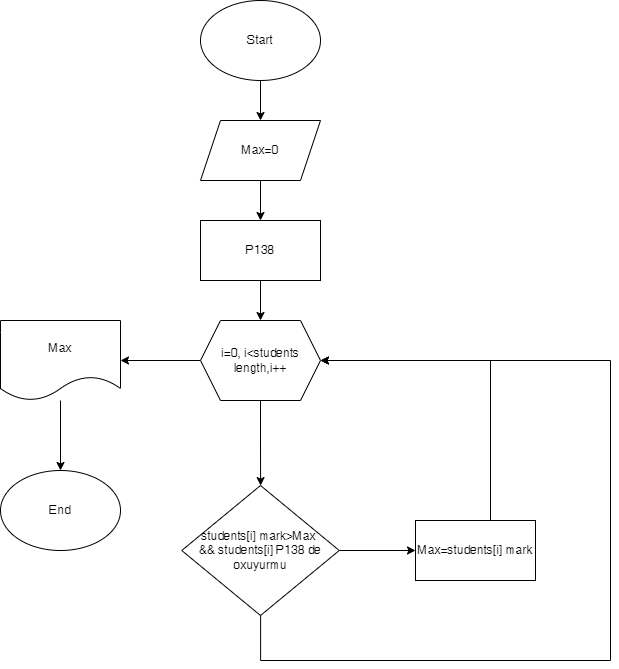 Start
Max=0
P138
i=0, i<students
length,i++
Max
End
students[i] mark>Max
&& students[i] P138 de
oxuyurmu
Max=students[i] mark